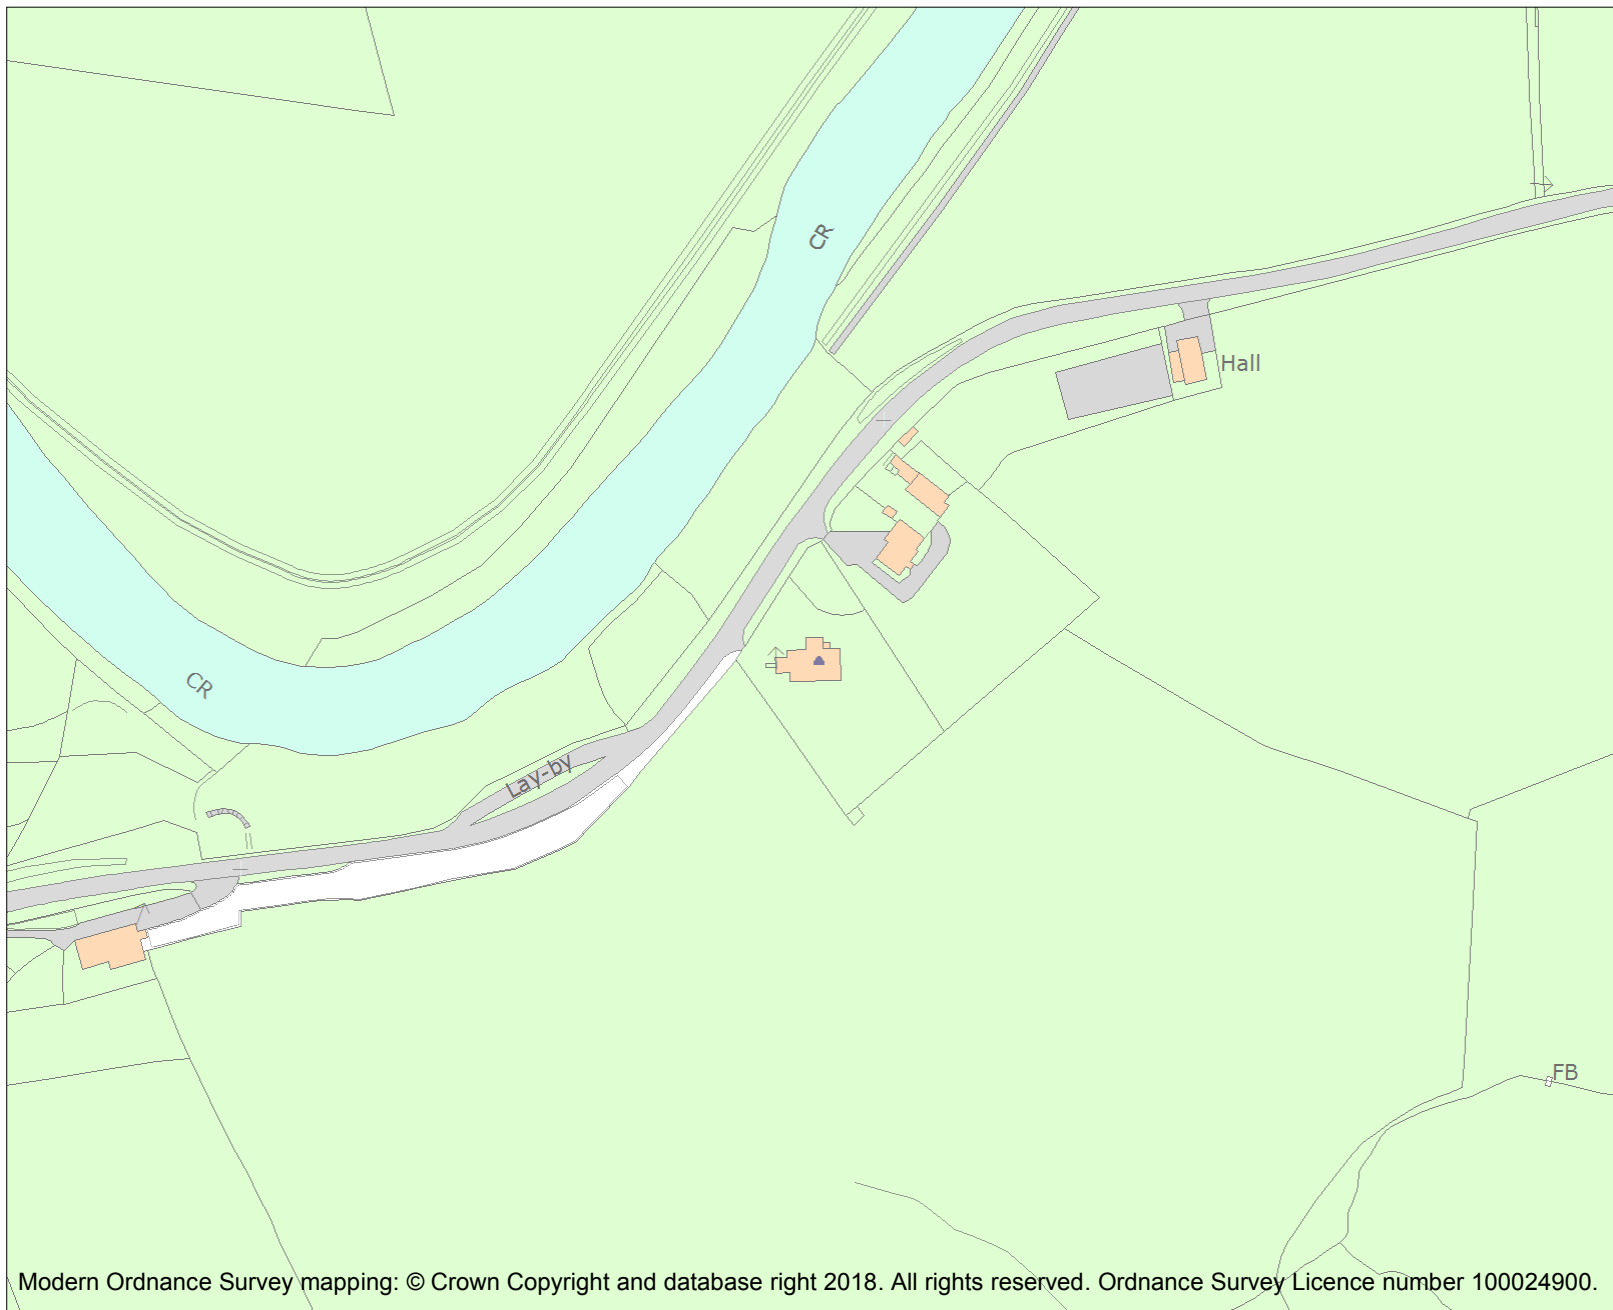 CR
Hall
CR
Lay-by
FB
Modern Ordnance Survey mapping: © Crown Copyright and database right 2018. All rights reserved. Ordnance Survey Licence number 100024900.